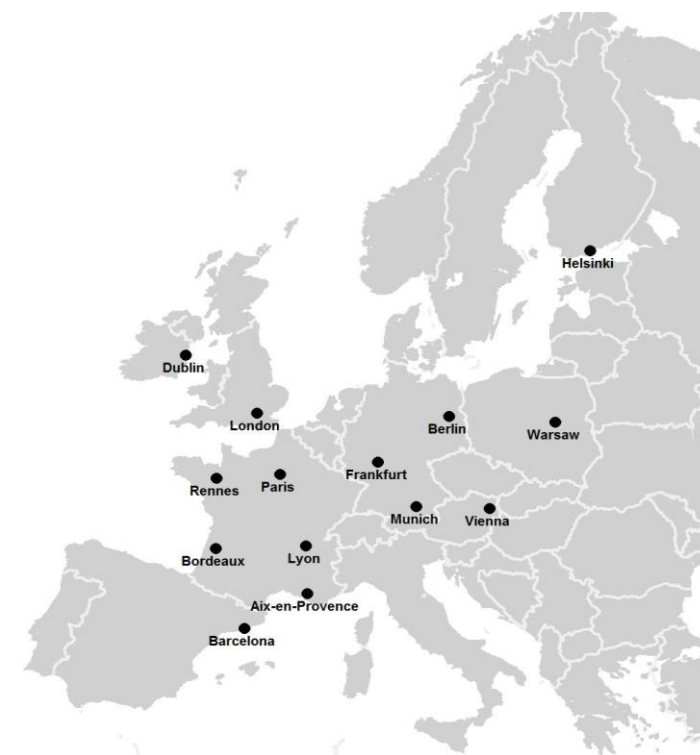 Helsinki
Dublin
London
Berlin
Warsaw
Frankfurt
Paris
Rennes
Munich
Vienna
Bordeaux
Lyon
Aix-en-Provence
Barcelona